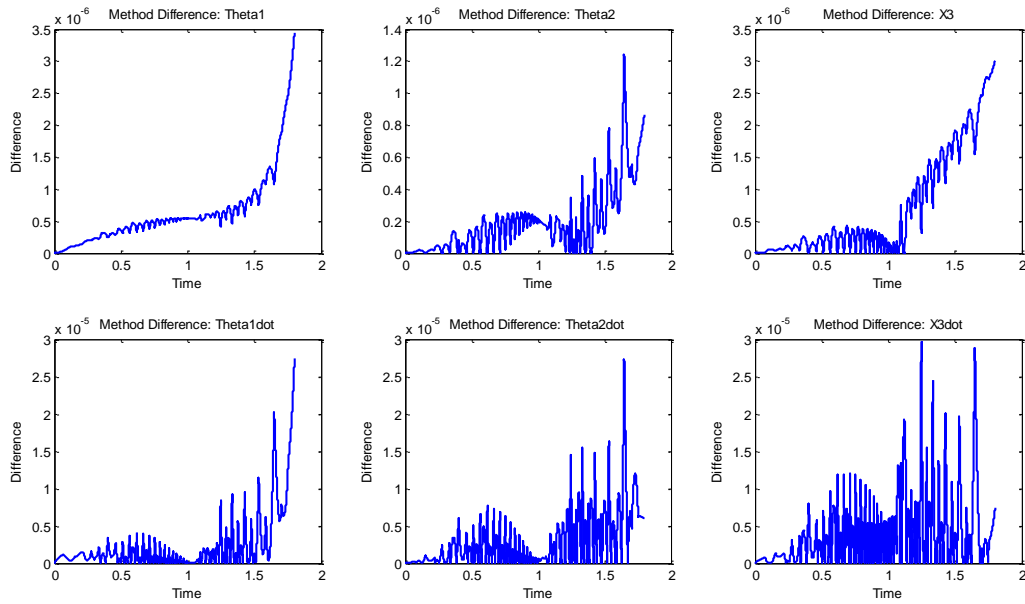 Method Difference: Theta1
x 10^-6
3.5
3
2.5
2
1.5
1
0.5
0
0 0.5 1 1.5 2
Difference
Time
Method Difference: Theta2
x 10^-6
1.4
1.2
1
0.8
0.6
0.4
0.2
0
0 0.5 1 1.5 2
Difference
Time
Method Difference: X3
x 10^-6
3.5
3
2.5
2
1.5
1
0.5
0
0 0.5 1 1.5 2
Difference
Time
Method Difference: Theta1dot
x 10^-5
3
2.5
2
1.5
1
0.5
0
0 0.5 1 1.5 2
Difference
Time
Method Difference: Theta2dot
x 10^-5
3
2.5
2
1.5
1
0.5
0
0 0.5 1 1.5 2
Difference
Time
Method Difference: X3dot
x 10^-5
3
2.5
2
1.5
1
0.5
0
0 0.5 1 1.5 2
Difference
Time